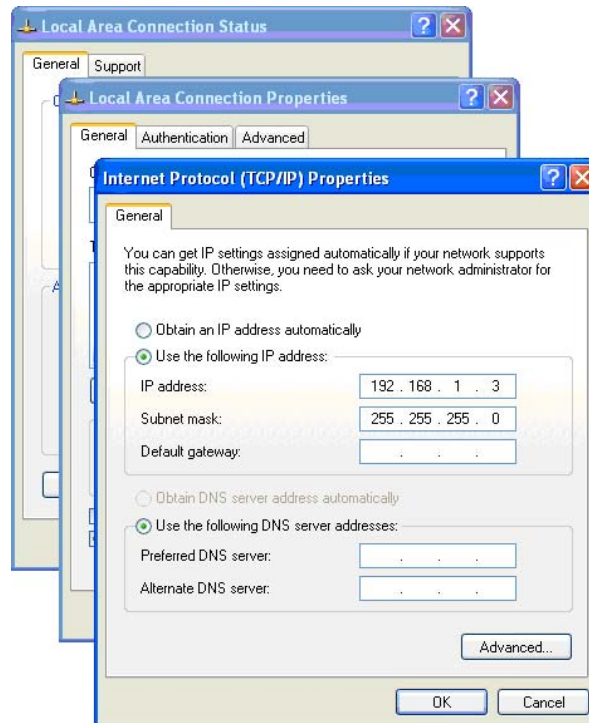 Local Area Connection Status
General Support
Local Area Connection Properties
General Authentication Advanced
Internet Protocol (TCP/IP) Properties
General
You can get IP settings assigned automatically if your network supports
this capability. Otherwise, you need to ask your network administrator for
the appropriate IP settings.
Obtain an IP address automatically
Use the following IP address:
IP address: 192 . 168 . 1 . 3
Subnet mask: 255 . 255 . 255 . 0
Default gateway: . . .
Obtain DNS server address automatically
Use the following DNS server addresses:
Preferred DNS server: . . .
Alternate DNS server: . . .
Advanced...
OK Cancel